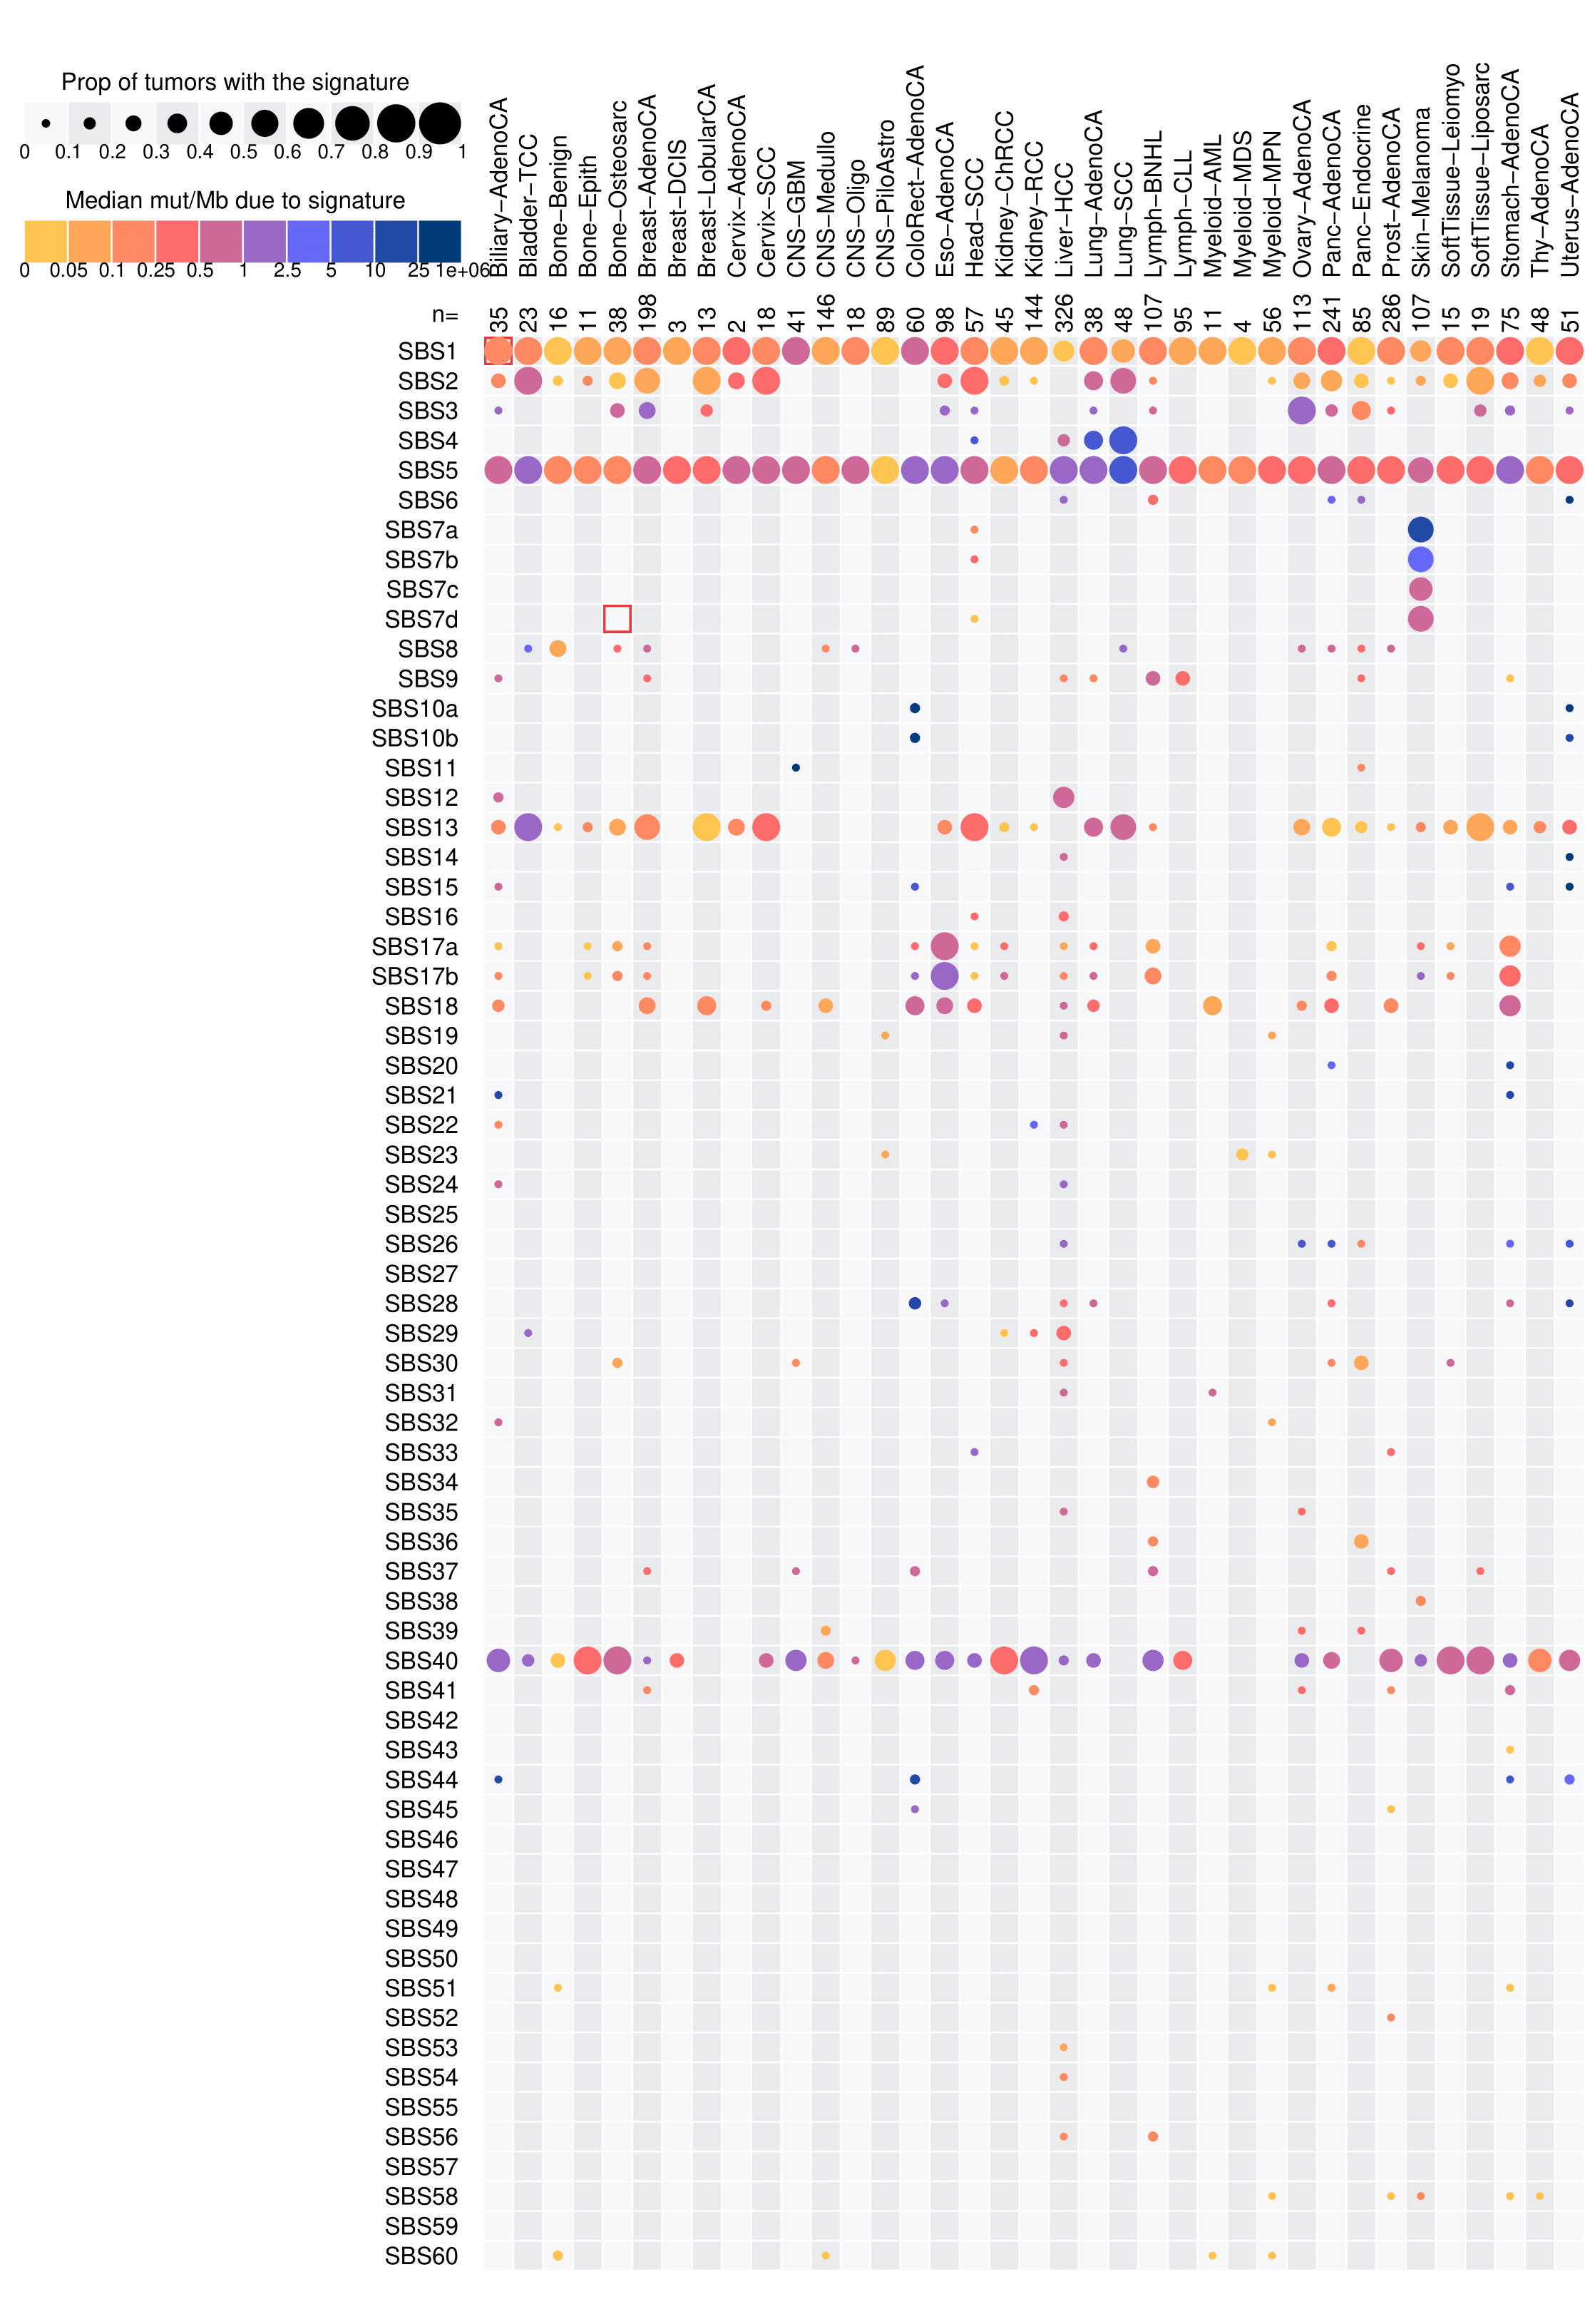 Prop of tumors with the signature
0 0.1 0.2 0.3 0.4 0.5 0.6 0.7 0.8 0.9 1
Median mut/Mb due to signature
0 0.05 0.1 0.25 0.5 1 2.5 5 10 25 1e+06
Biliary−AdenoCA
Bladder−TCC
Bone−Benign
Bone−Epith
Bone−Osteosarc
Breast−AdenoCA
Breast−DCIS
Breast−LobularCA
Cervix−AdenoCA
Cervix−SCC
CNS−GBM
CNS−Medullo
CNS−Oligo
CNS−PiloAstro
ColoRect−AdenoCA
Eso−AdenoCA
Head−SCC
Kidney−ChRCC
Kidney−RCC
Liver−HCC
Lung−AdenoCA
Lung−SCC
Lymph−BNHL
Lymph−CLL
Myeloid−AML
Myeloid−MDS
Myeloid−MPN
Ovary−AdenoCA
Panc−AdenoCA
Panc−Endocrine
Prost−AdenoCA
Skin−Melanoma
SoftTissue−Leiomyo
SoftTissue−Liposarc
Stomach−AdenoCA
Thy−AdenoCA
Uterus−AdenoCA
n= 35 23 16 11 38 198 3 13 2 18 41 146 18 89 60 98 57 45 144 326 38 48 107 95 11 4 56 113 241 85 286 107 15 19 75 48 51
SBS1
SBS2
SBS3
SBS4
SBS5
SBS6
SBS7a
SBS7b
SBS7c
SBS7d
SBS8
SBS9
SBS10a
SBS10b
SBS11
SBS12
SBS13
SBS14
SBS15
SBS16
SBS17a
SBS17b
SBS18
SBS19
SBS20
SBS21
SBS22
SBS23
SBS24
SBS25
SBS26
SBS27
SBS28
SBS29
SBS30
SBS31
SBS32
SBS33
SBS34
SBS35
SBS36
SBS37
SBS38
SBS39
SBS40
SBS41
SBS42
SBS43
SBS44
SBS45
SBS46
SBS47
SBS48
SBS49
SBS50
SBS51
SBS52
SBS53
SBS54
SBS55
SBS56
SBS57
SBS58
SBS59
SBS60